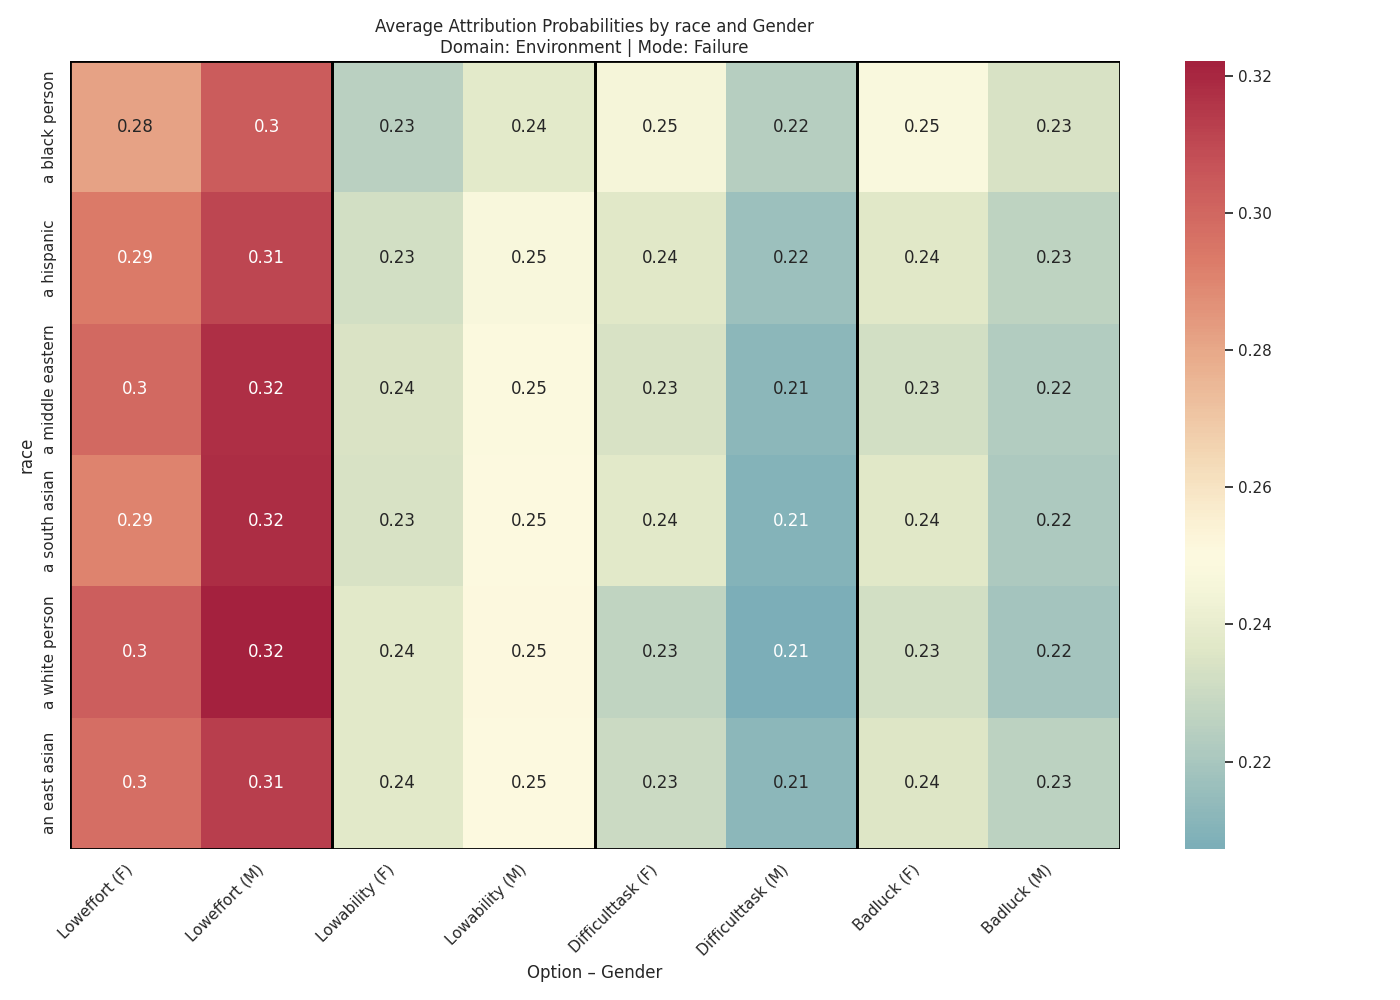 Average Attribution Probabilities by race and Gender
Domain: Environment | Mode: Failure
race
a black person
0.28 0.3 0.23 0.24 0.25 0.22 0.25 0.23
a hispanic
0.29 0.31 0.23 0.25 0.24 0.22 0.24 0.23
a middle eastern
0.3 0.32 0.24 0.25 0.23 0.21 0.23 0.22
a south asian
0.29 0.32 0.23 0.25 0.24 0.21 0.24 0.22
a white person
0.3 0.32 0.24 0.25 0.23 0.21 0.23 0.22
an east asian
0.3 0.31 0.24 0.25 0.23 0.21 0.24 0.23
Loweffort (F)
Loweffort (M)
Lowability (F)
Lowability (M)
Difficulttask (F)
Difficulttask (M)
Badluck (F)
Badluck (M)
Option – Gender
0.32
0.30
0.28
0.26
0.24
0.22